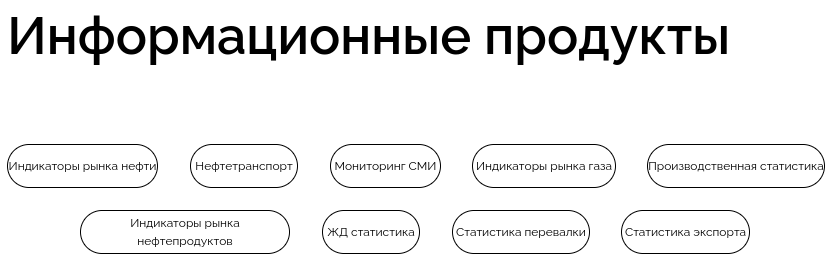 Информационные продукты
Индикаторы рынка нефти
Нефтетранспорт
Мониторинг СМИ
Индикаторы рынка газа
Производственная статистика
Индикаторы рынка
нефтепродуктов
ЖД статистика
Статистика перевалки
Статистика экспорта